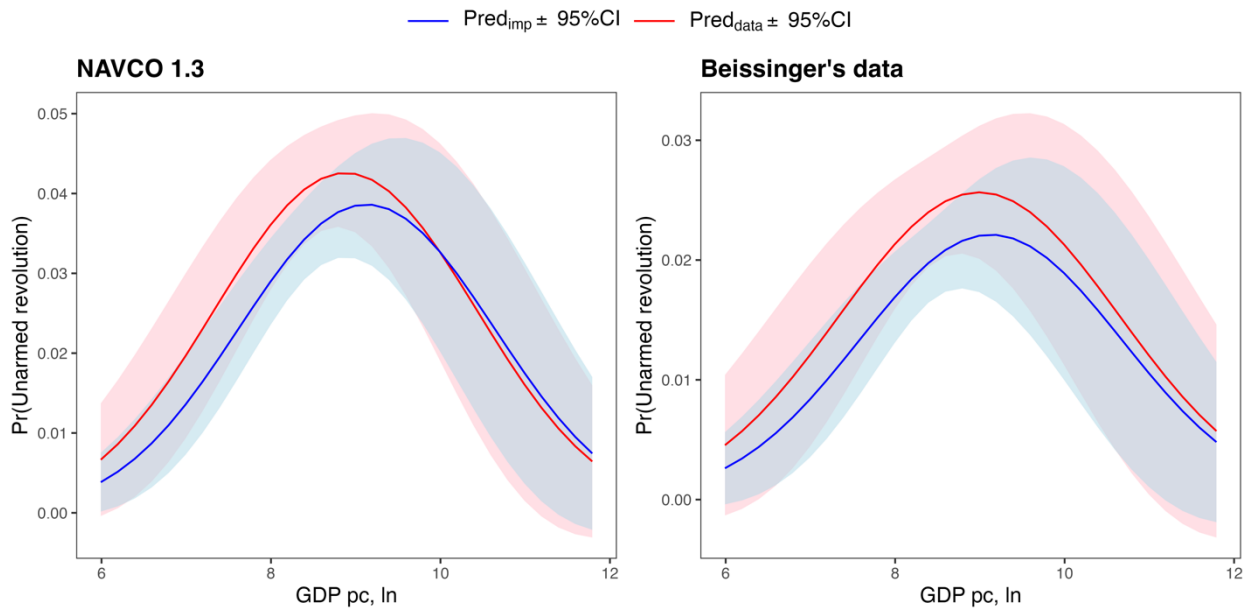 Pred_imp ± 95%CI Pred_data ± 95%CI
NAVCO 1.3
0.05
0.04
0.03
0.02
0.01
0.00
Pr(Unarmed revolution)
6 8 10 12
GDP pc, ln
Beissinger's data
0.03
0.02
0.01
0.00
Pr(Unarmed revolution)
6 8 10 12
GDP pc, ln